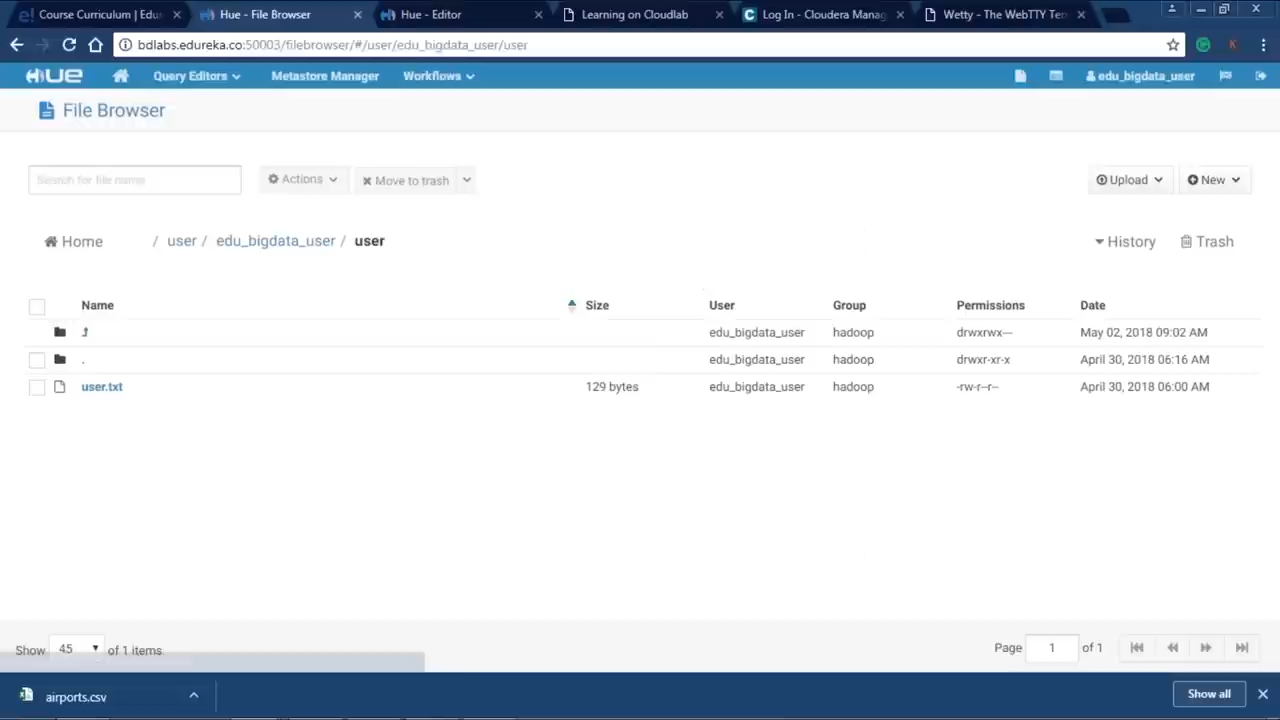 Course Curriculum | Edu
Hue - File Browser
Hue - Editor
Learning on Cloudlab
Log In - Cloudera Manag
Wetty - The WebTTY Ter
bdlabs.edureka.co:50003/filebrowser/#/user/edu_bigdata_user/user
HUE Query Editors Metastore Manager Workflows edu_bigdata_user
File Browser
Search for file name Actions Move to trash Upload New
Home / user / edu_bigdata_user / user History Trash
Name Size User Group Permissions Date
edu_bigdata_user hadoop drwxrwx--- May 02, 2018 09:02 AM
. edu_bigdata_user hadoop drwxr-xr-x April 30, 2018 06:16 AM
user.txt 129 bytes edu_bigdata_user hadoop -rw-r--r-- April 30, 2018 06:00 AM
Show 45 of 1 items Page 1 of 1
airports.csv Show all